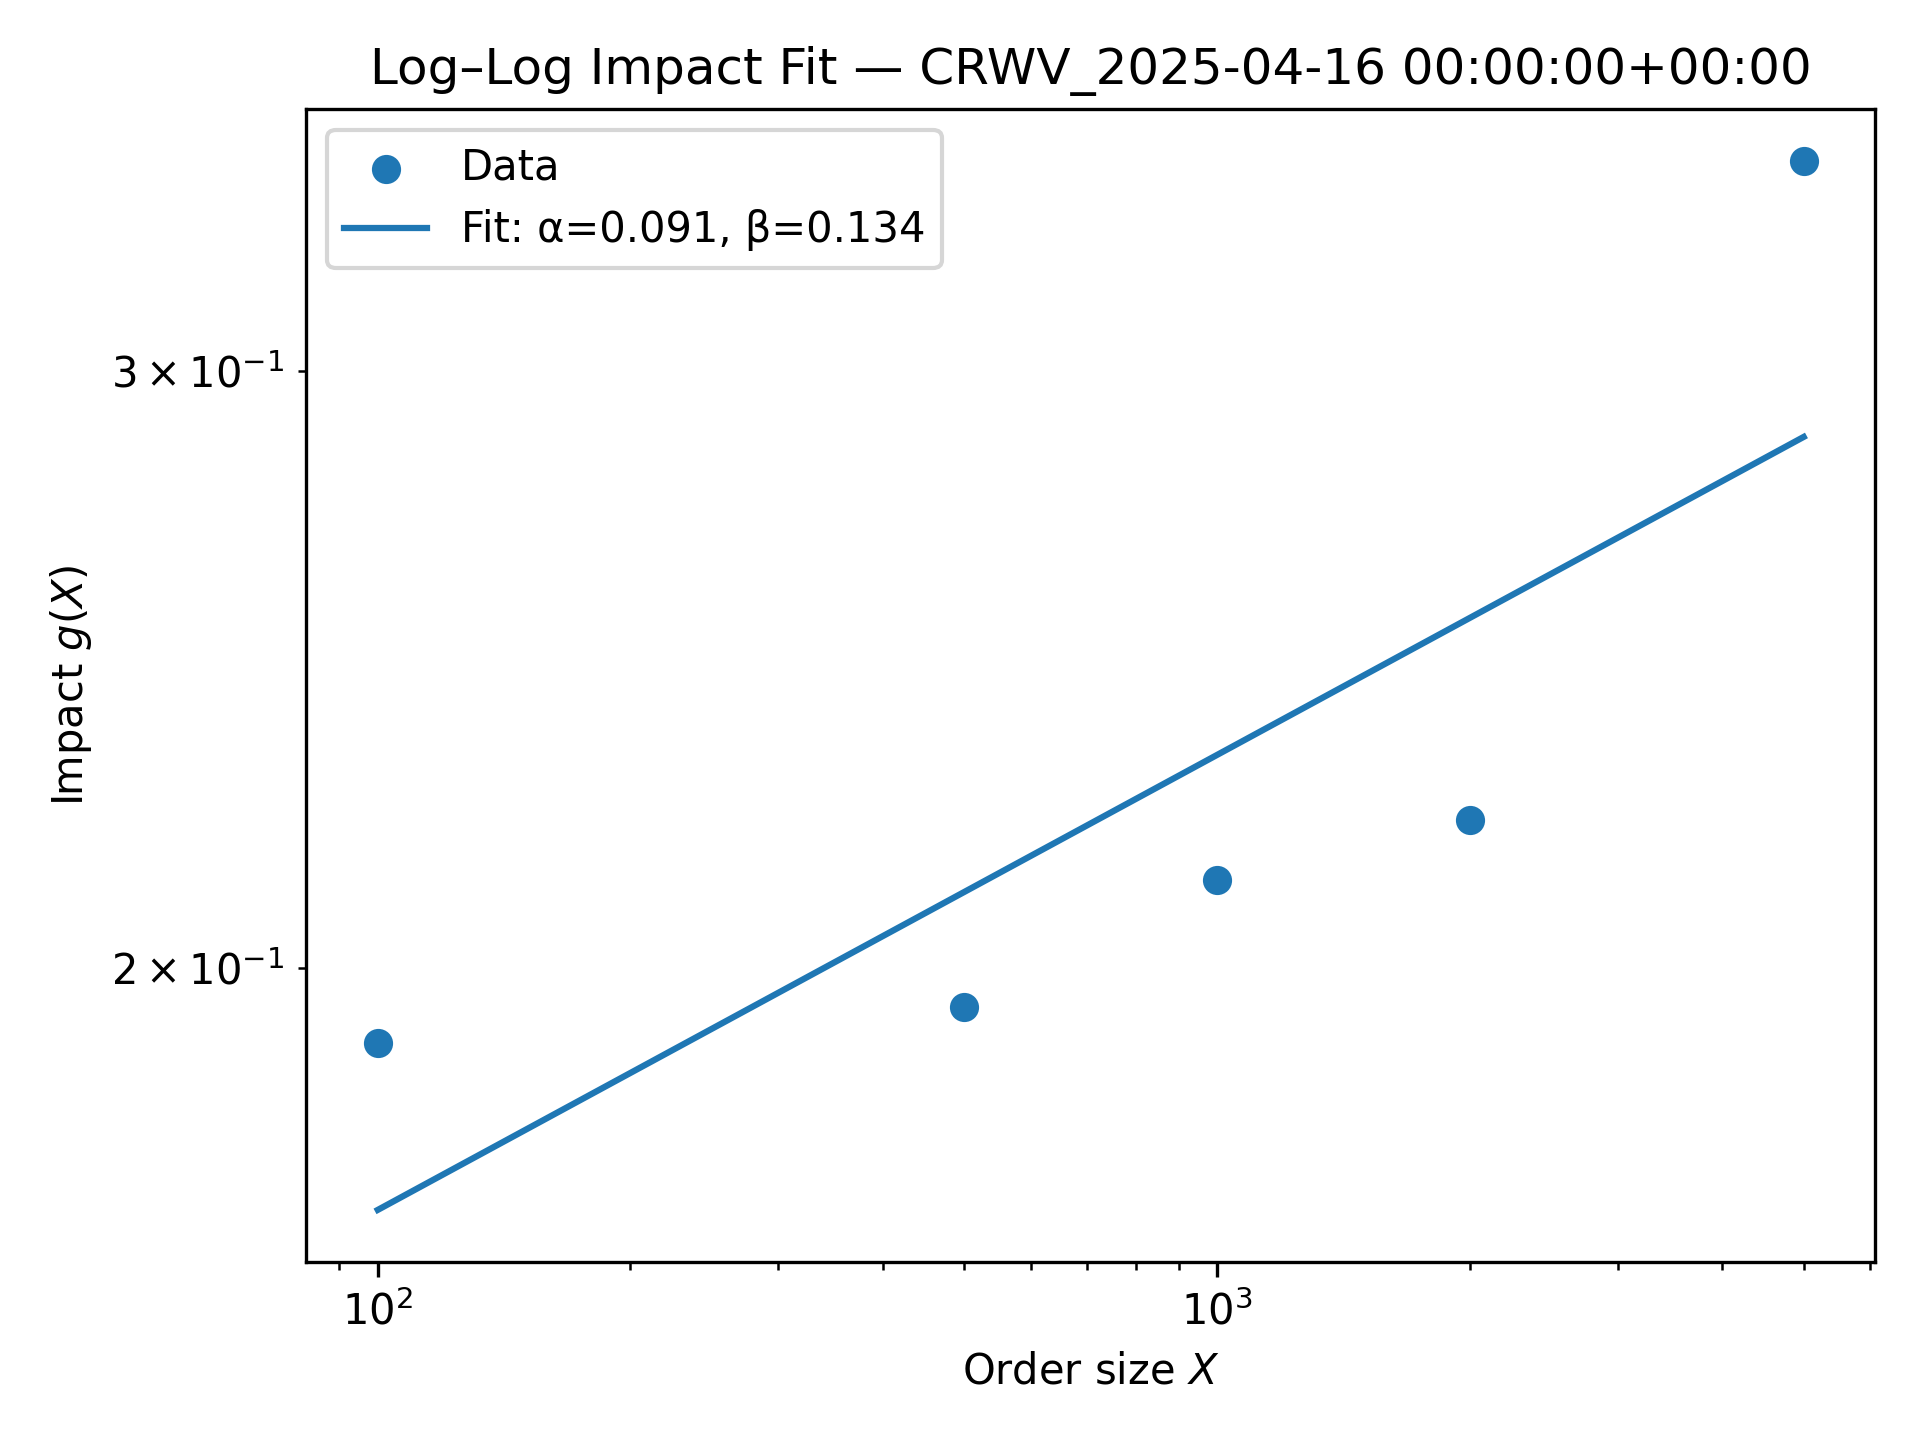 Log–Log Impact Fit — CRWV_2025-04-16 00:00:00+00:00
Data
Fit: α=0.091, β=0.134
3 × 10⁻¹
2 × 10⁻¹
Impact g(X)
10² 10³
Order size X